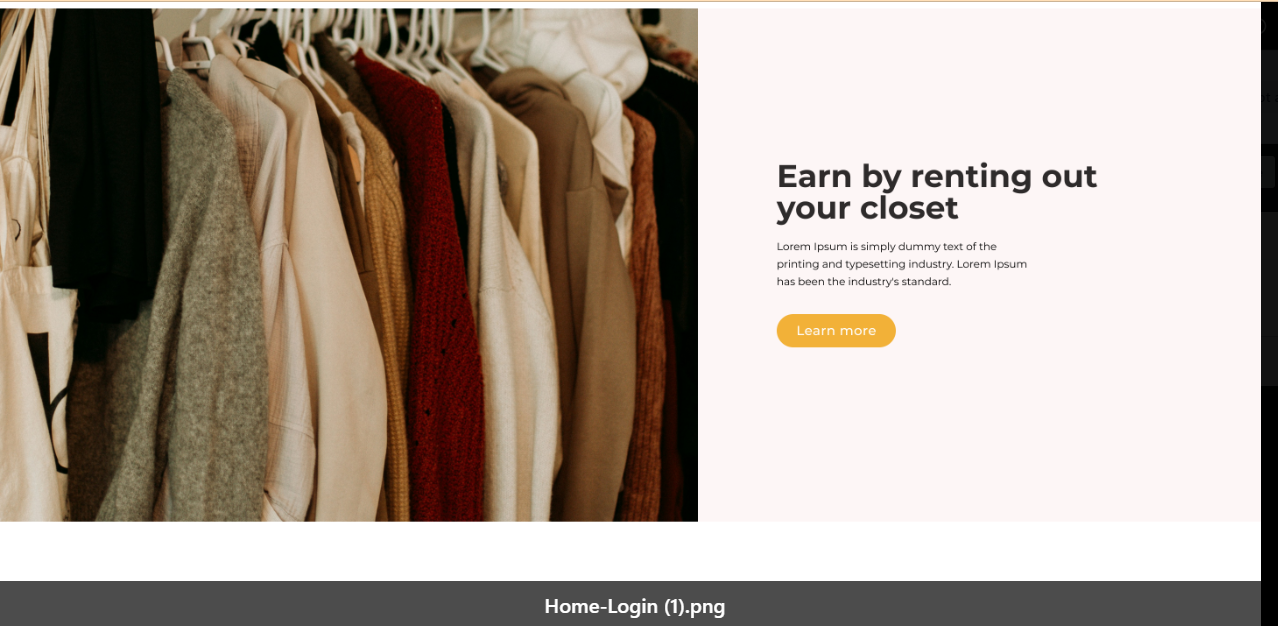 Earn by renting out
your closet
Lorem Ipsum is simply dummy text of the
printing and typesetting industry. Lorem Ipsum
has been the industry's standard.
Learn more
Home-Login (1).png